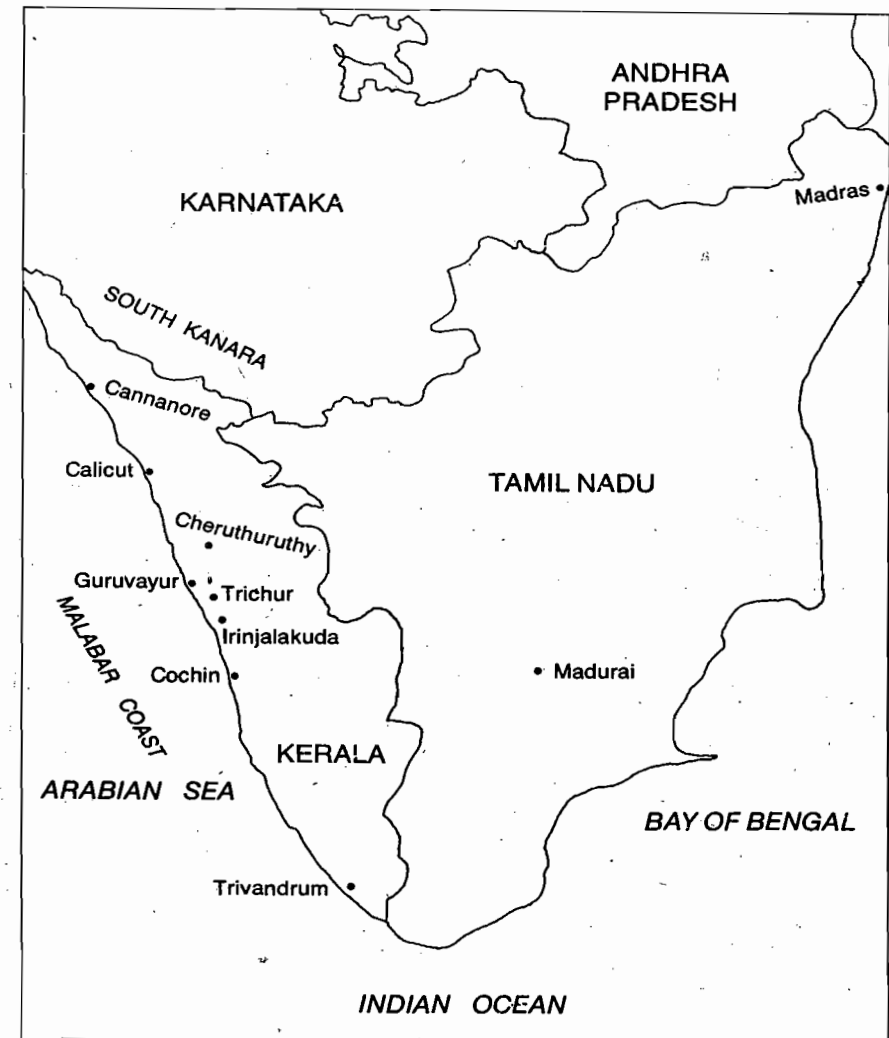 ANDHRA
PRADESH
KARNATAKA
Madras
SOUTH KANARA
Cannanore
Calicut
TAMIL NADU
Cheruthuruthy
Guruvayur
Trichur
Irinjalakuda
MALABAR COAST
Cochin
Madurai
KERALA
ARABIAN SEA
BAY OF BENGAL
Trivandrum
INDIAN OCEAN